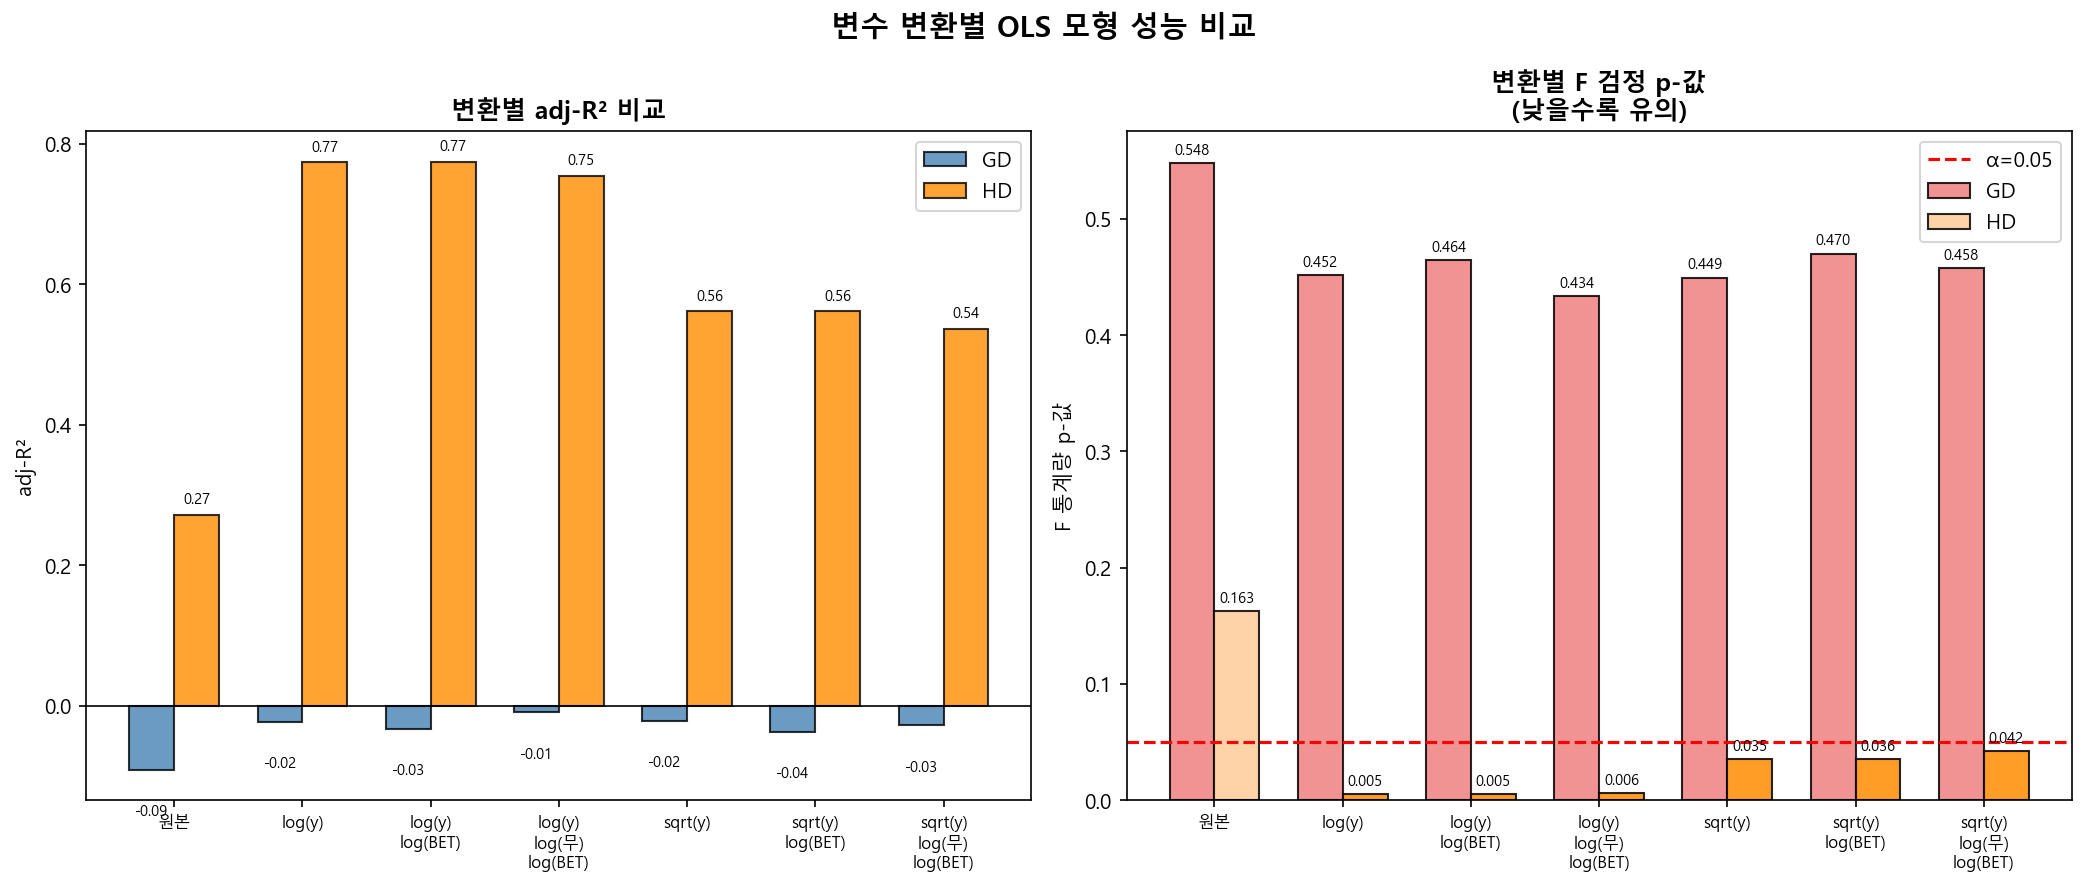 변수 변환별 OLS 모형 성능 비교
변환별 adj-R² 비교
adj-R²
0.8
0.6
0.4
0.2
0.0
GD
HD
-0.09
0.27
-0.02
0.77
-0.03
0.77
-0.01
0.75
-0.02
0.56
-0.04
0.56
-0.03
0.54
원본
log(y)
log(y)
log(BET)
log(y)
log(무)
log(BET)
sqrt(y)
sqrt(y)
log(BET)
sqrt(y)
log(무)
log(BET)
변환별 F 검정 p-값
(낮을수록 유의)
F 통계량 p-값
0.5
0.4
0.3
0.2
0.1
0.0
α=0.05
GD
HD
0.548
0.163
0.452
0.005
0.464
0.005
0.434
0.006
0.449
0.035
0.470
0.036
0.458
0.042
원본
log(y)
log(y)
log(BET)
log(y)
log(무)
log(BET)
sqrt(y)
sqrt(y)
log(BET)
sqrt(y)
log(무)
log(BET)